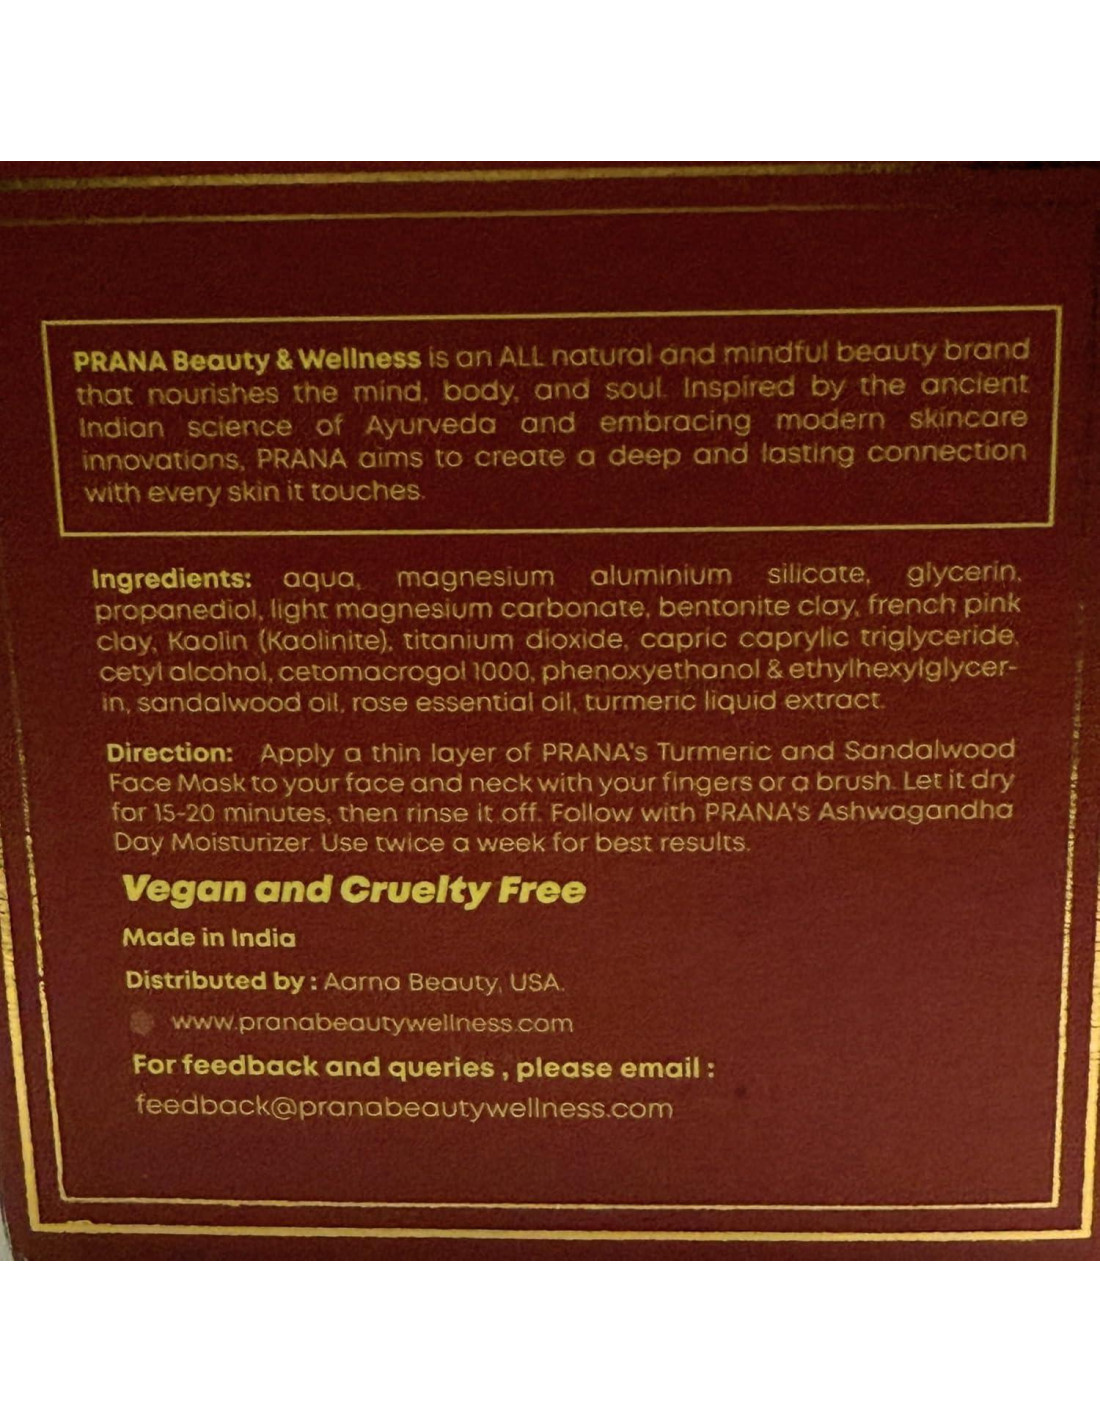 PRANA Beauty & Wellness is an ALL natural and mindful beauty brand
that nourishes the mind, body, and soul. Inspired by the ancient
Indian science of Ayurveda and embracing modern skincare
innovations, PRANA aims to create a deep and lasting connection
with every skin it touches.
Ingredients: aqua, magnesium aluminium silicate, glycerin,
propanediol, light magnesium carbonate, bentonite clay, french pink
clay, Kaolin (Kaolinite), titanium dioxide, capric caprylic triglyceride,
cetyl alcohol, cetomacrogol 1000, phenoxyethanol & ethylhexylglycer-
in, sandalwood oil, rose essential oil, turmeric liquid extract.
Direction: Apply a thin layer of PRANA's Turmeric and Sandalwood
Face Mask to your face and neck with your fingers or a brush. Let it dry
for 15-20 minutes, then rinse it off. Follow with PRANA's Ashwagandha
Day Moisturizer. Use twice a week for best results.
Vegan and Cruelty Free
Made in India
Distributed by : Aarna Beauty, USA.
www.pranabeautywellness.com
For feedback and queries , please email :
feedback@pranabeautywellness.com